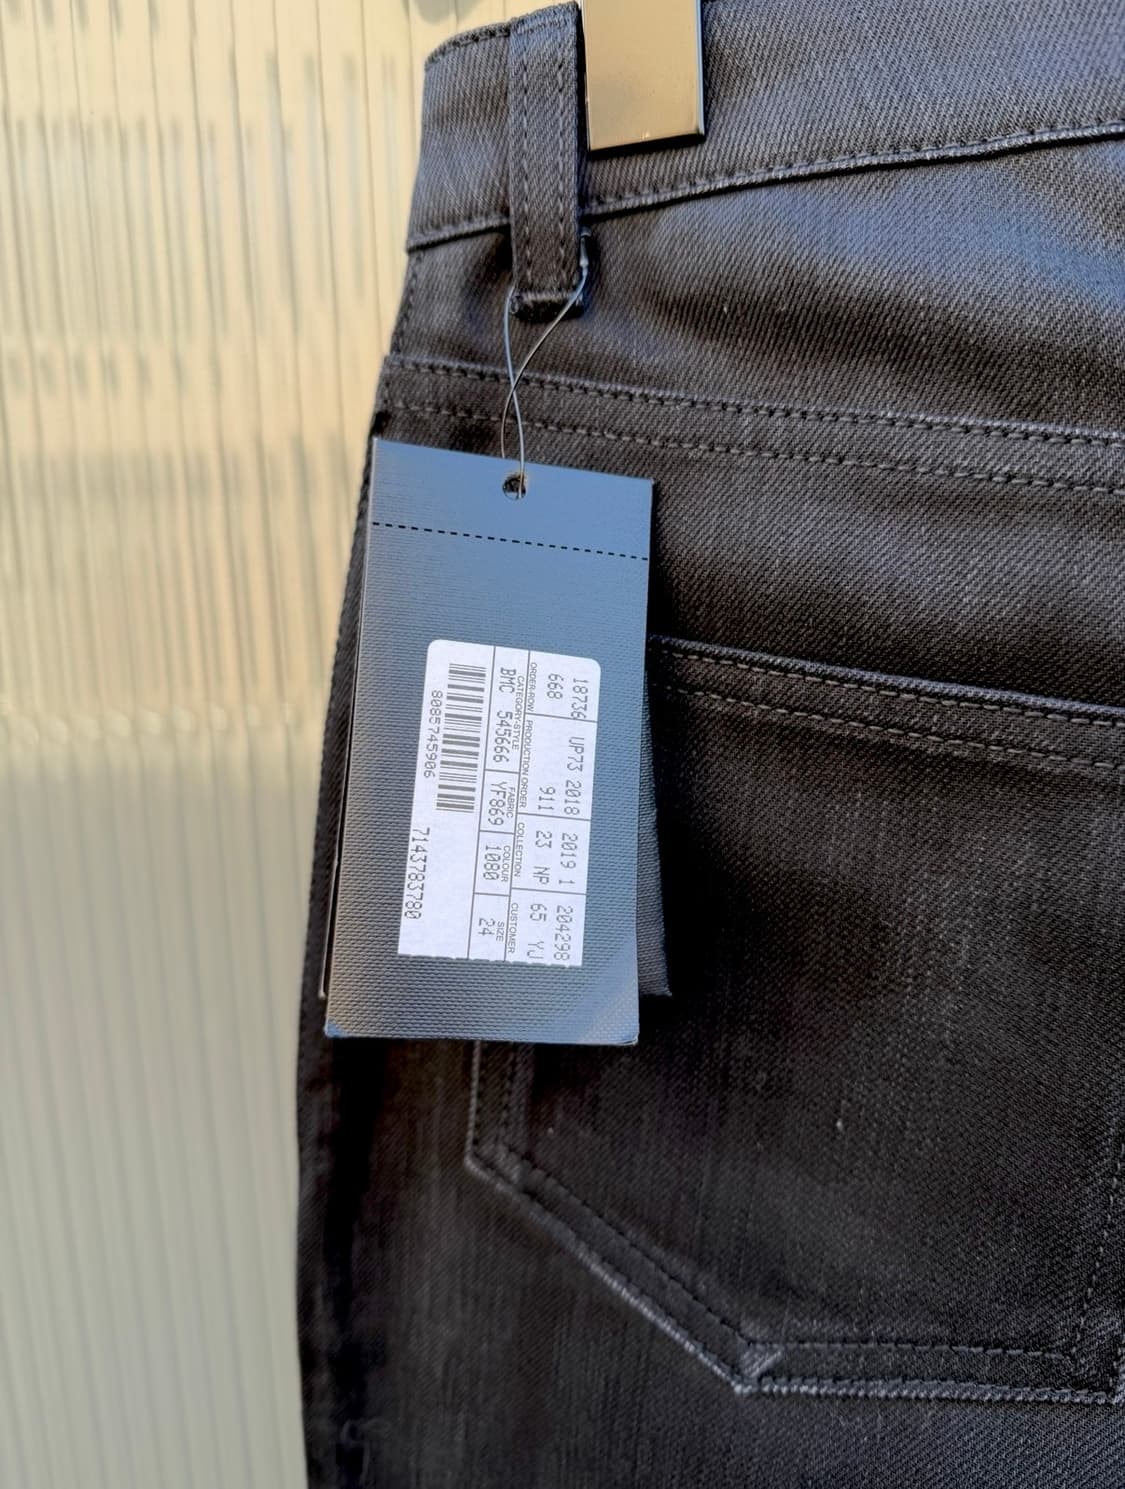 18736 UP73 2018 2019 1 204298
668 911 23 NP 65 YJ
ORDER-ROW PRODUCTION ORDER COLLECTION CUSTOMER
CATEGORY-STYLE FABRIC COLOUR SIZE
BMC 545666 YF869 1080 24
8085745906
7143783780